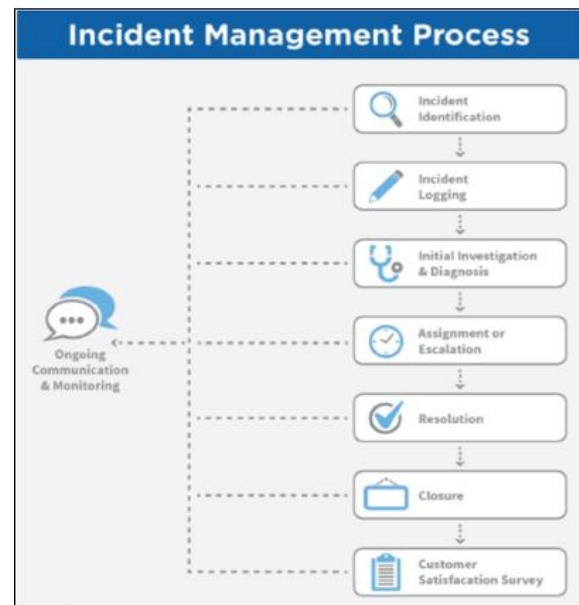 Incident Management Process
Incident
Identification
Incident
Logging
Initial Investigation
& Diagnosis
Ongoing
Communication
& Monitoring
Assignment or
Escalation
Resolution
Closure
Customer
Satisfacation Survey